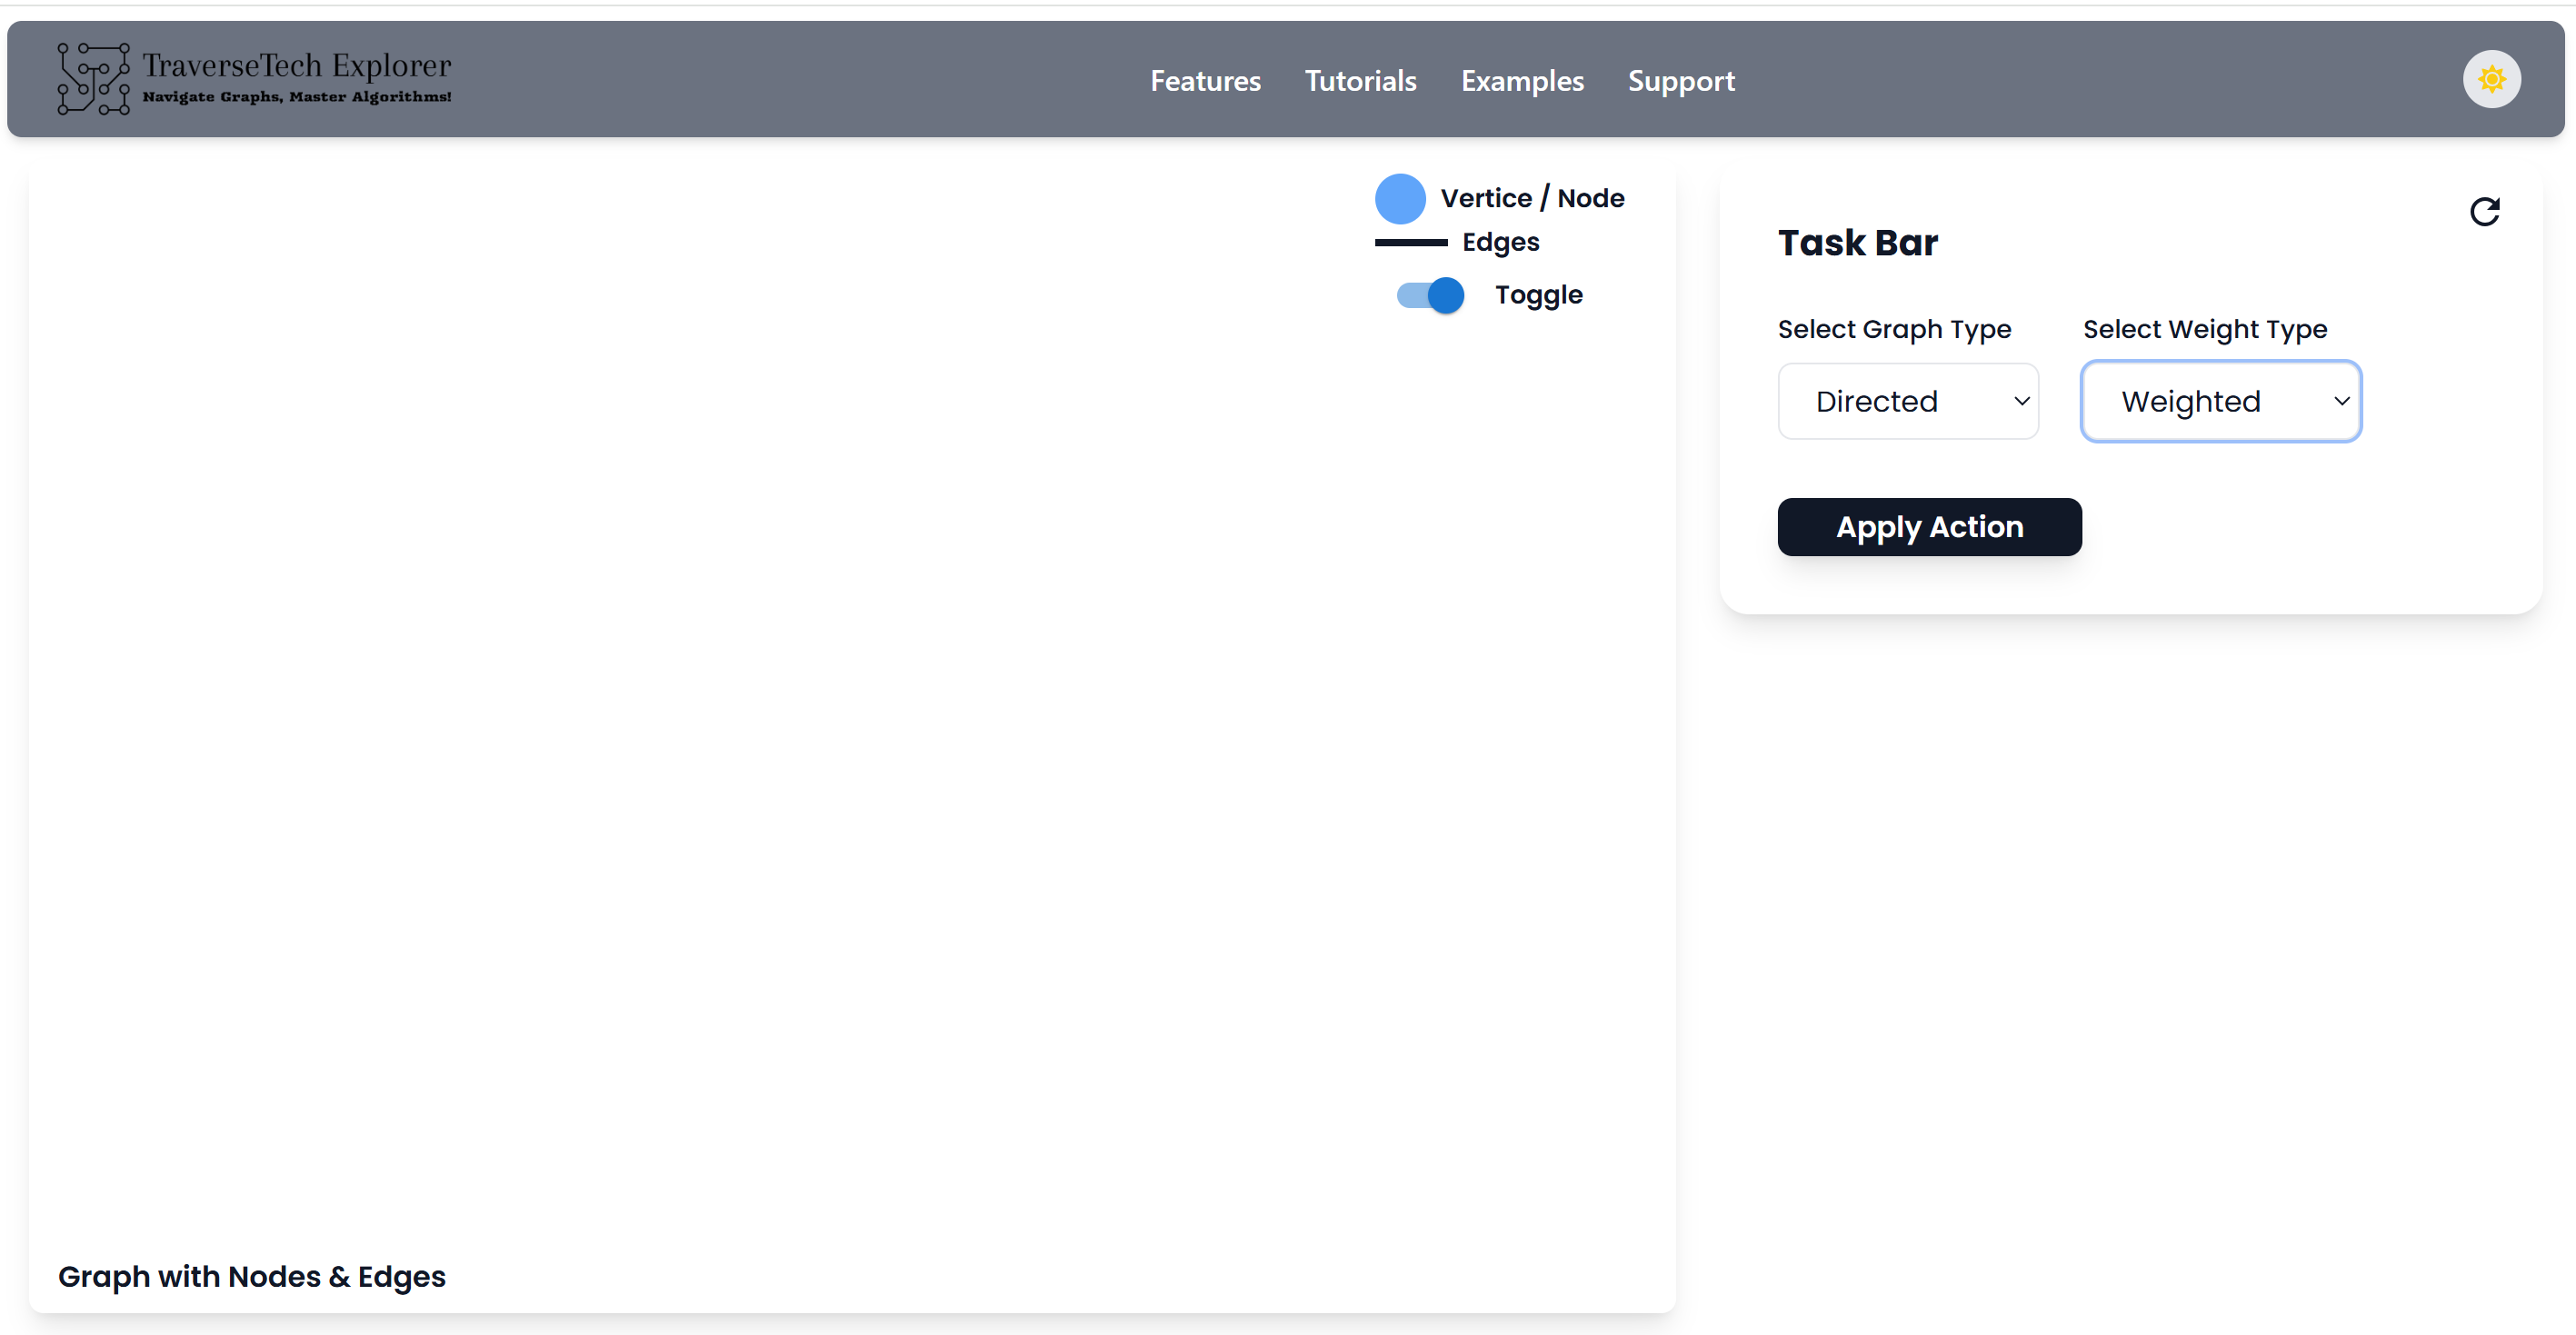 TraverseTech Explorer
Navigate Graphs, Master Algorithms!
Features Tutorials Examples Support
Vertice / Node
Edges
Toggle
Graph with Nodes & Edges
Task Bar
Select Graph Type Select Weight Type
Directed Weighted
Apply Action